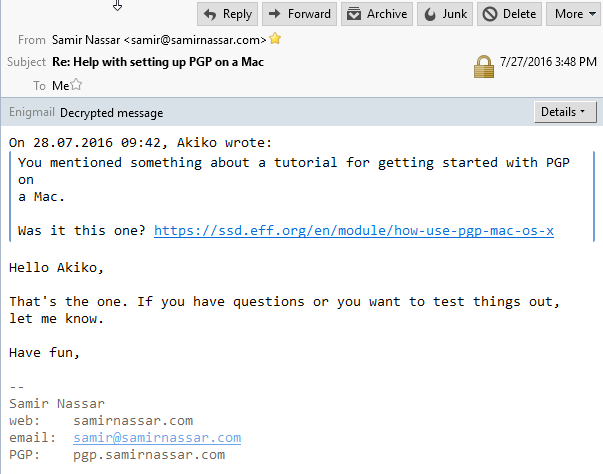 Reply Forward Archive Junk Delete More
From Samir Nassar <samir@samirnassar.com>
Subject Re: Help with setting up PGP on a Mac 7/27/2016 3:48 PM
To Me
Enigmail Decrypted message Details
On 28.07.2016 09:42, Akiko wrote:
You mentioned something about a tutorial for getting started with PGP
on
a Mac.
Was it this one? https://ssd.eff.org/en/module/how-use-pgp-mac-os-x
Hello Akiko,
That's the one. If you have questions or you want to test things out,
let me know.
Have fun,
--
Samir Nassar
web: samirnassar.com
email: samir@samirnassar.com
PGP: pgp.samirnassar.com